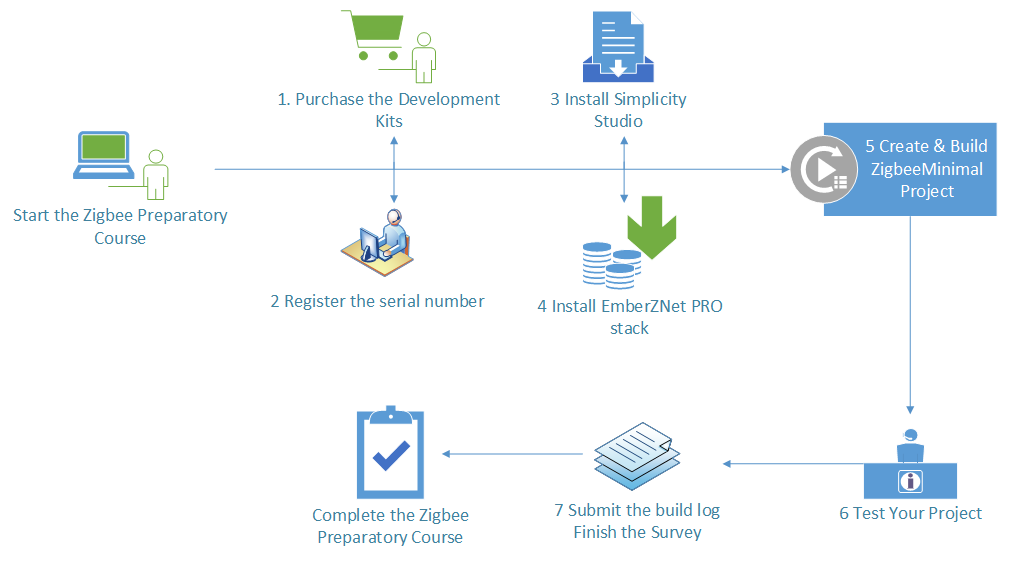 Start the Zigbee Preparatory
Course
1. Purchase the Development
Kits
2 Register the serial number
3 Install Simplicity
Studio
4 Install EmberZNet PRO
stack
5 Create & Build
ZigbeeMinimal
Project
6 Test Your Project
7 Submit the build log
Finish the Survey
Complete the Zigbee
Preparatory Course